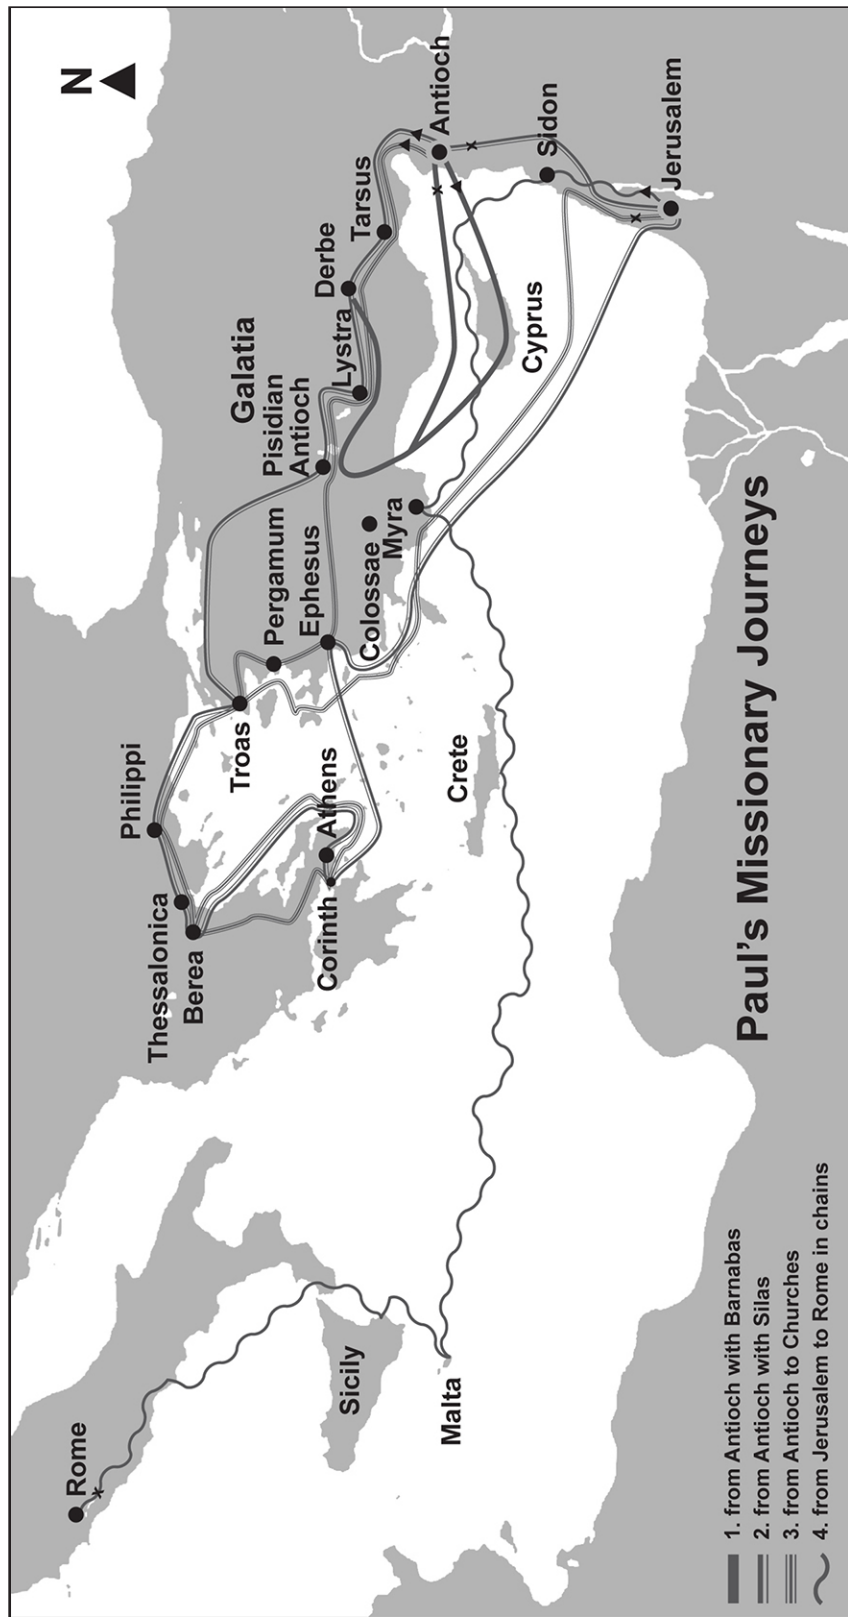 N
Rome
Sicily
Malta
Thessalonica
Berea
Philippi
Corinth
Athens
Crete
Troas
Pergamum
Ephesus
Colossae
Myra
Galatia
Pisidian
Antioch
Lystra
Derbe
Tarsus
Cyprus
Antioch
Sidon
Jerusalem
Paul's Missionary Journeys
1. from Antioch with Barnabas
2. from Antioch with Silas
3. from Antioch to Churches
4. from Jerusalem to Rome in chains